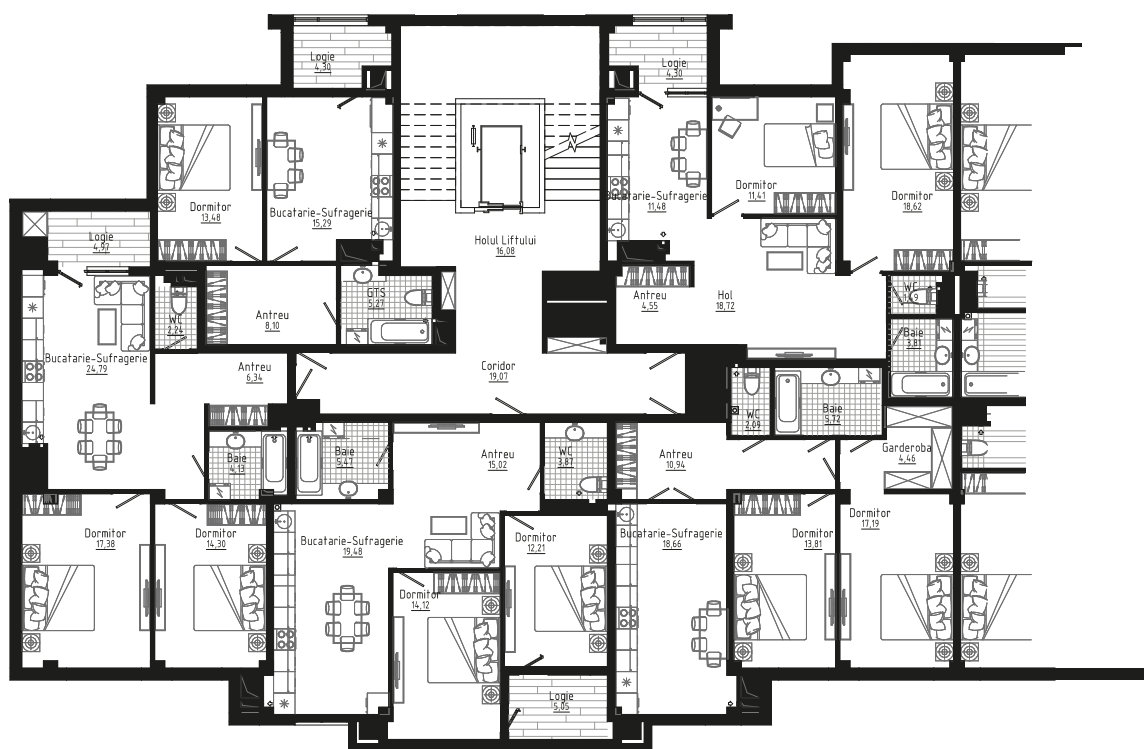 Logie
4,30
Logie
4,30
Dormitor
13,48
Bucatarie-Sufragerie
15,29
Bucatarie-Sufragerie
11,48
Dormitor
11,41
Dormitor
18,62
Logie
4,97
Holul Liftului
16,08
WC
2,24
Antreu
8,10
GTS
5,27
Antreu
4,55
Hol
18,72
WC
1,49
Baie
3,81
Bucatarie-Sufragerie
24,79
Antreu
6,34
Coridor
19,07
WC
2,09
Baie
5,72
Baie
4,13
Baie
5,47
Antreu
15,02
WC
3,87
Antreu
10,94
Garderoba
4,46
Dormitor
17,38
Dormitor
14,30
Bucatarie-Sufragerie
19,48
Dormitor
12,21
Bucatarie-Sufragerie
18,66
Dormitor
13,81
Dormitor
17,19
Dormitor
14,12
Logie
5,05